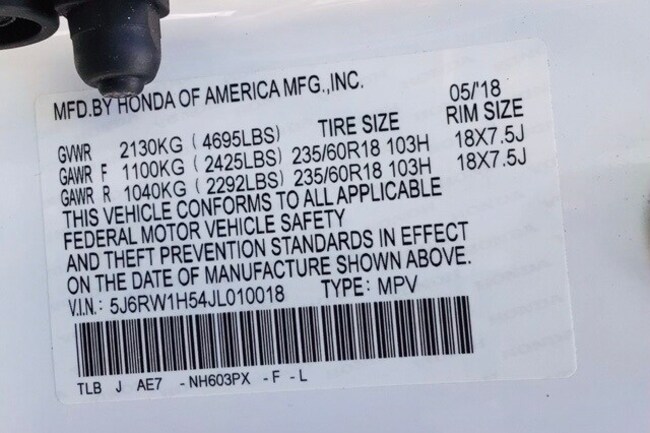 MFD.BY HONDA OF AMERICA MFG.,INC. 05/'18
TIRE SIZE RIM SIZE
GVWR 2130KG ( 4695LBS)
GAWR F 1100KG ( 2425LBS) 235/60R18 103H 18X7.5J
GAWR R 1040KG ( 2292LBS) 235/60R18 103H 18X7.5J
THIS VEHICLE CONFORMS TO ALL APPLICABLE
FEDERAL MOTOR VEHICLE SAFETY
AND THEFT PREVENTION STANDARDS IN EFFECT
ON THE DATE OF MANUFACTURE SHOWN ABOVE.
V.I.N.: 5J6RW1H54JL010018 TYPE: MPV
TLB J AE7 - NH603PX - F - L